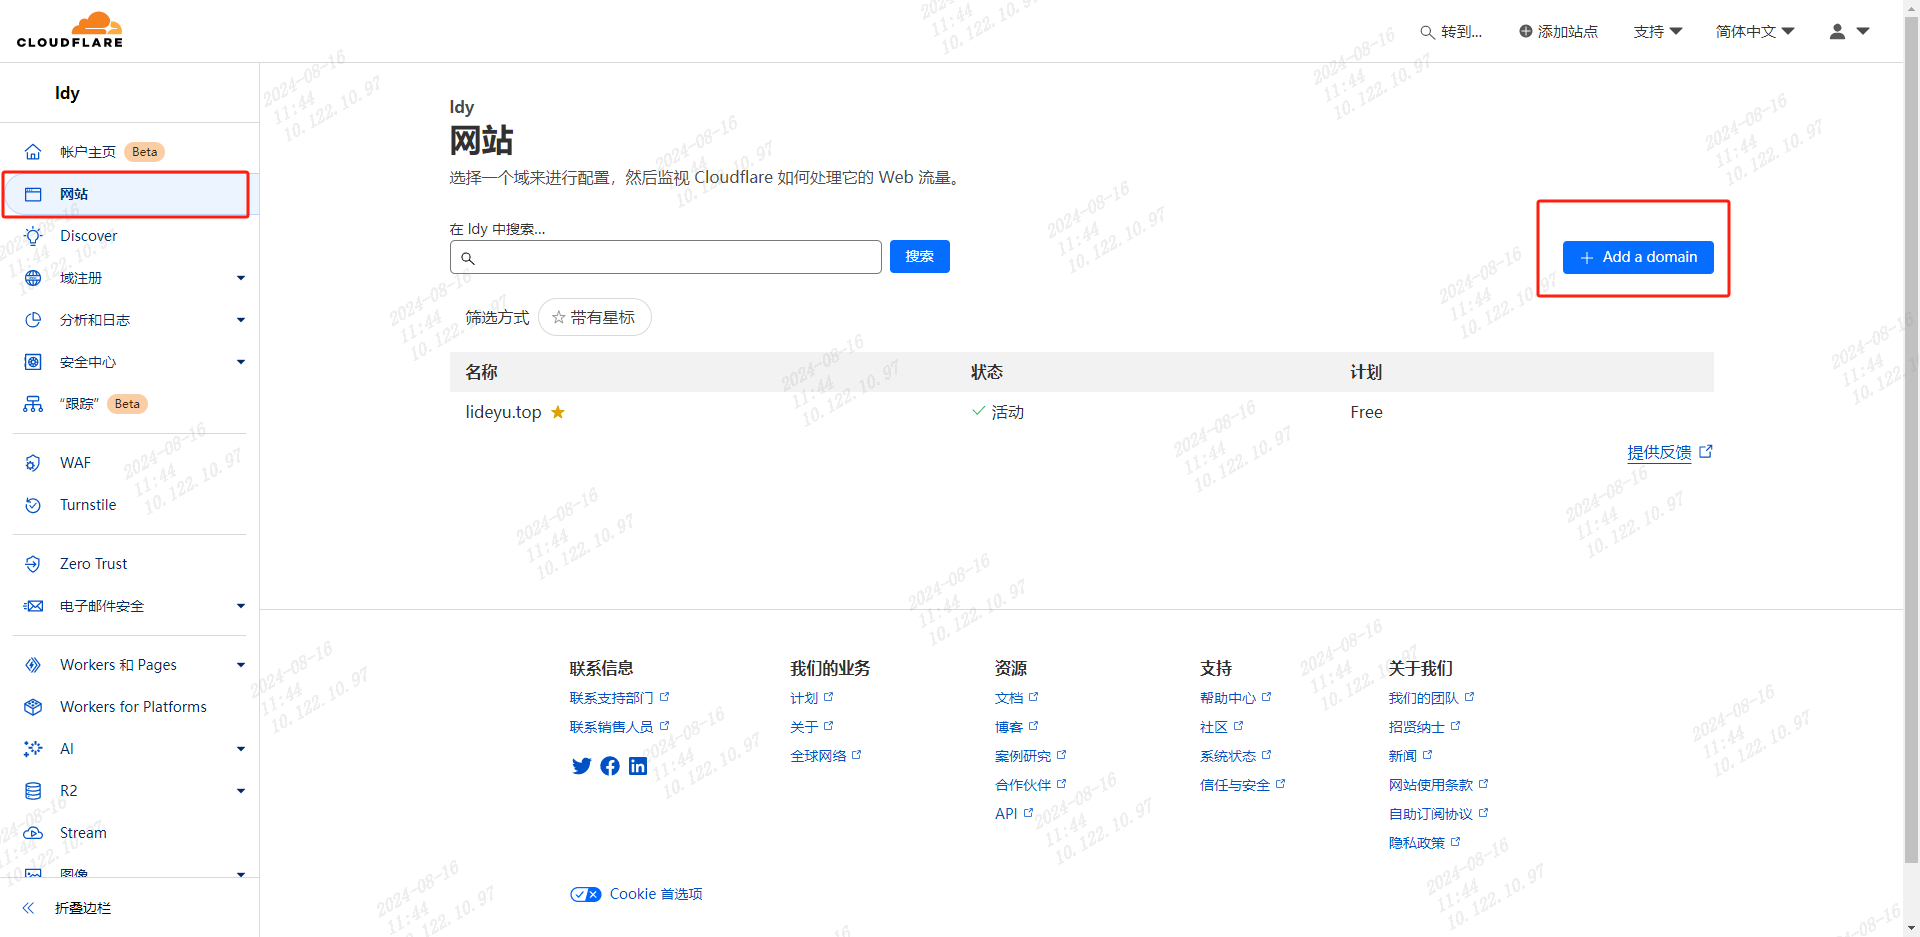 CLOUDFLARE
转到...
添加站点
支持
简体中文
ldy
帐户主页 Beta
网站
Discover
域注册
分析和日志
安全中心
“跟踪” Beta
WAF
Turnstile
Zero Trust
电子邮件安全
Workers 和 Pages
Workers for Platforms
AI
R2
Stream
图像
折叠边栏
ldy
网站
选择一个域来进行配置，然后监视 Cloudflare 如何处理它的 Web 流量。
在 ldy 中搜索...
搜索
+ Add a domain
筛选方式 带有星标
名称 状态 计划
lideyu.top 活动 Free
提供反馈
联系信息
联系支持部门
联系销售人员
我们的业务
计划
关于
全球网络
资源
文档
博客
案例研究
合作伙伴
API
支持
帮助中心
社区
系统状态
信任与安全
关于我们
我们的团队
招贤纳士
新闻
网站使用条款
自助订阅协议
隐私政策
Cookie 首选项
2024-08-16
11:44
10.122.10.97